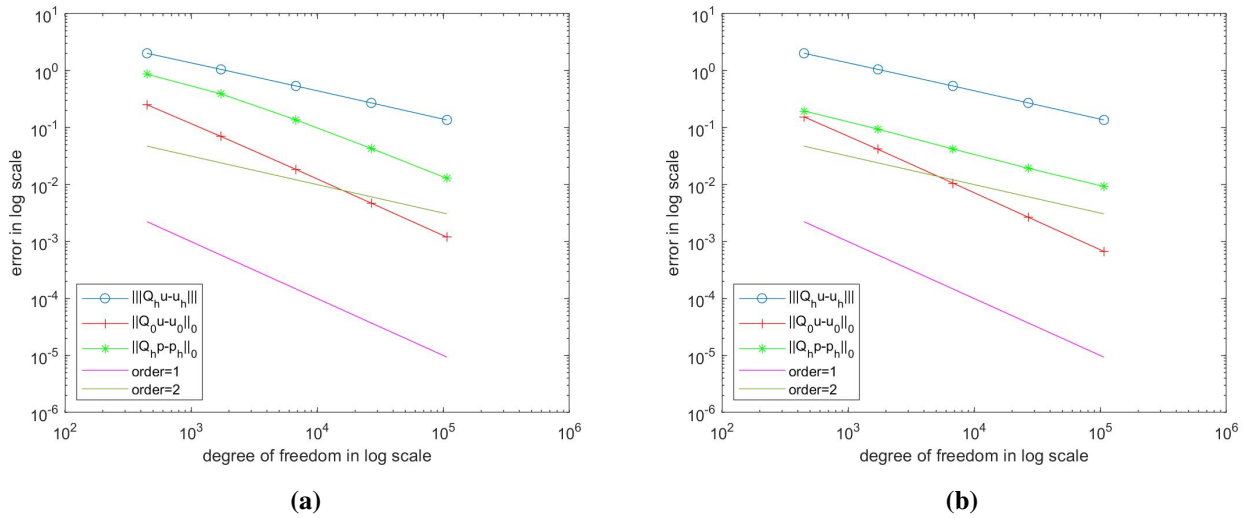 10^1
10^0
10^-1
10^-2
10^-3
10^-4
10^-5
10^-6
error in log scale
|||Q_h u-u_h|||
||Q_0 u-u_0||_0
||Q_h p-p_h||_0
order=1
order=2
10^2
10^3
10^4
10^5
10^6
degree of freedom in log scale
(a)
10^1
10^0
10^-1
10^-2
10^-3
10^-4
10^-5
10^-6
error in log scale
|||Q_h u-u_h|||
||Q_0 u-u_0||_0
||Q_h p-p_h||_0
order=1
order=2
10^2
10^3
10^4
10^5
10^6
degree of freedom in log scale
(b)